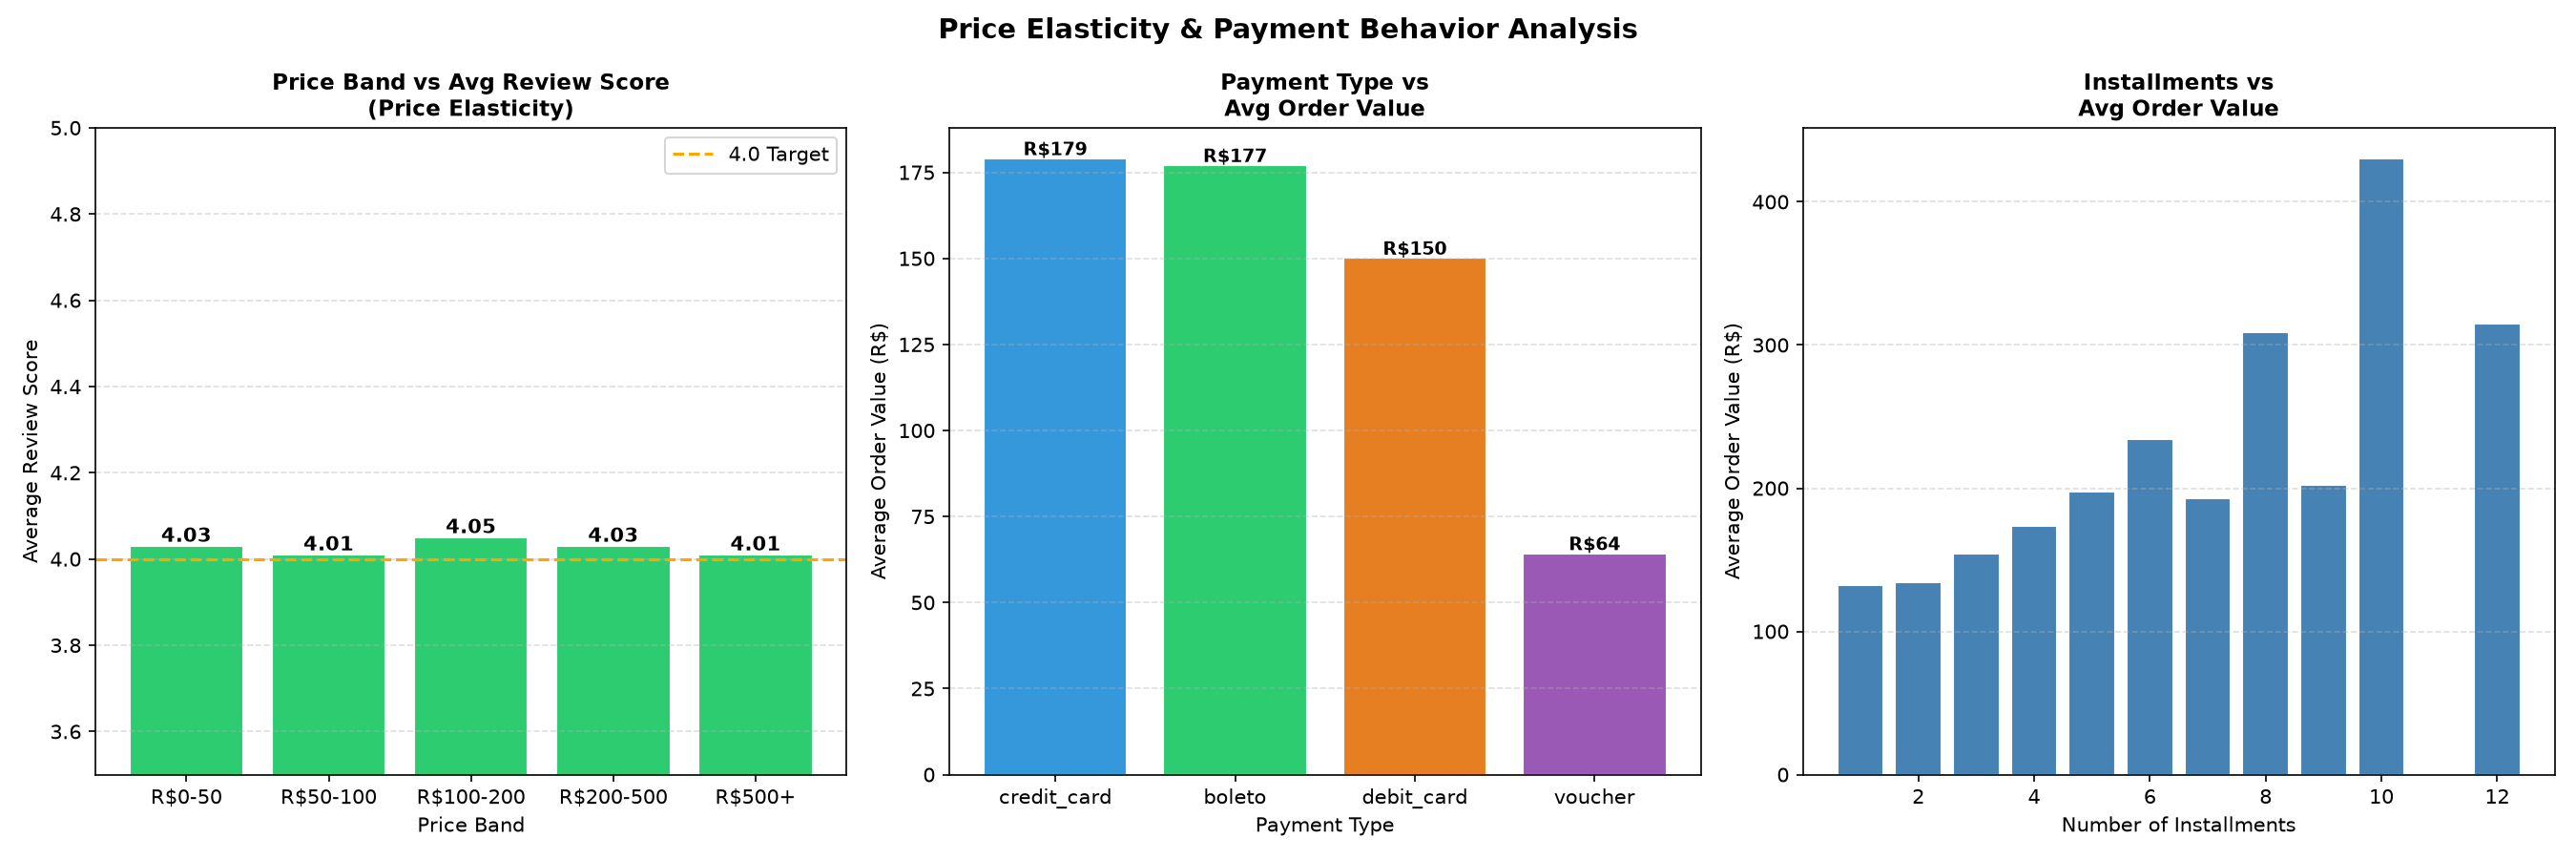 Price Elasticity & Payment Behavior Analysis
Price Band vs Avg Review Score
(Price Elasticity)
5.0
4.8
4.6
4.4
4.2
4.0
3.8
3.6
Average Review Score
4.0 Target
4.03
4.01
4.05
4.03
4.01
R$0-50
R$50-100
R$100-200
R$200-500
R$500+
Price Band
Payment Type vs
Avg Order Value
175
150
125
100
75
50
25
0
Average Order Value (R$)
R$179
R$177
R$150
R$64
credit_card
boleto
debit_card
voucher
Payment Type
Installments vs
Avg Order Value
400
300
200
100
0
Average Order Value (R$)
2
4
6
8
10
12
Number of Installments